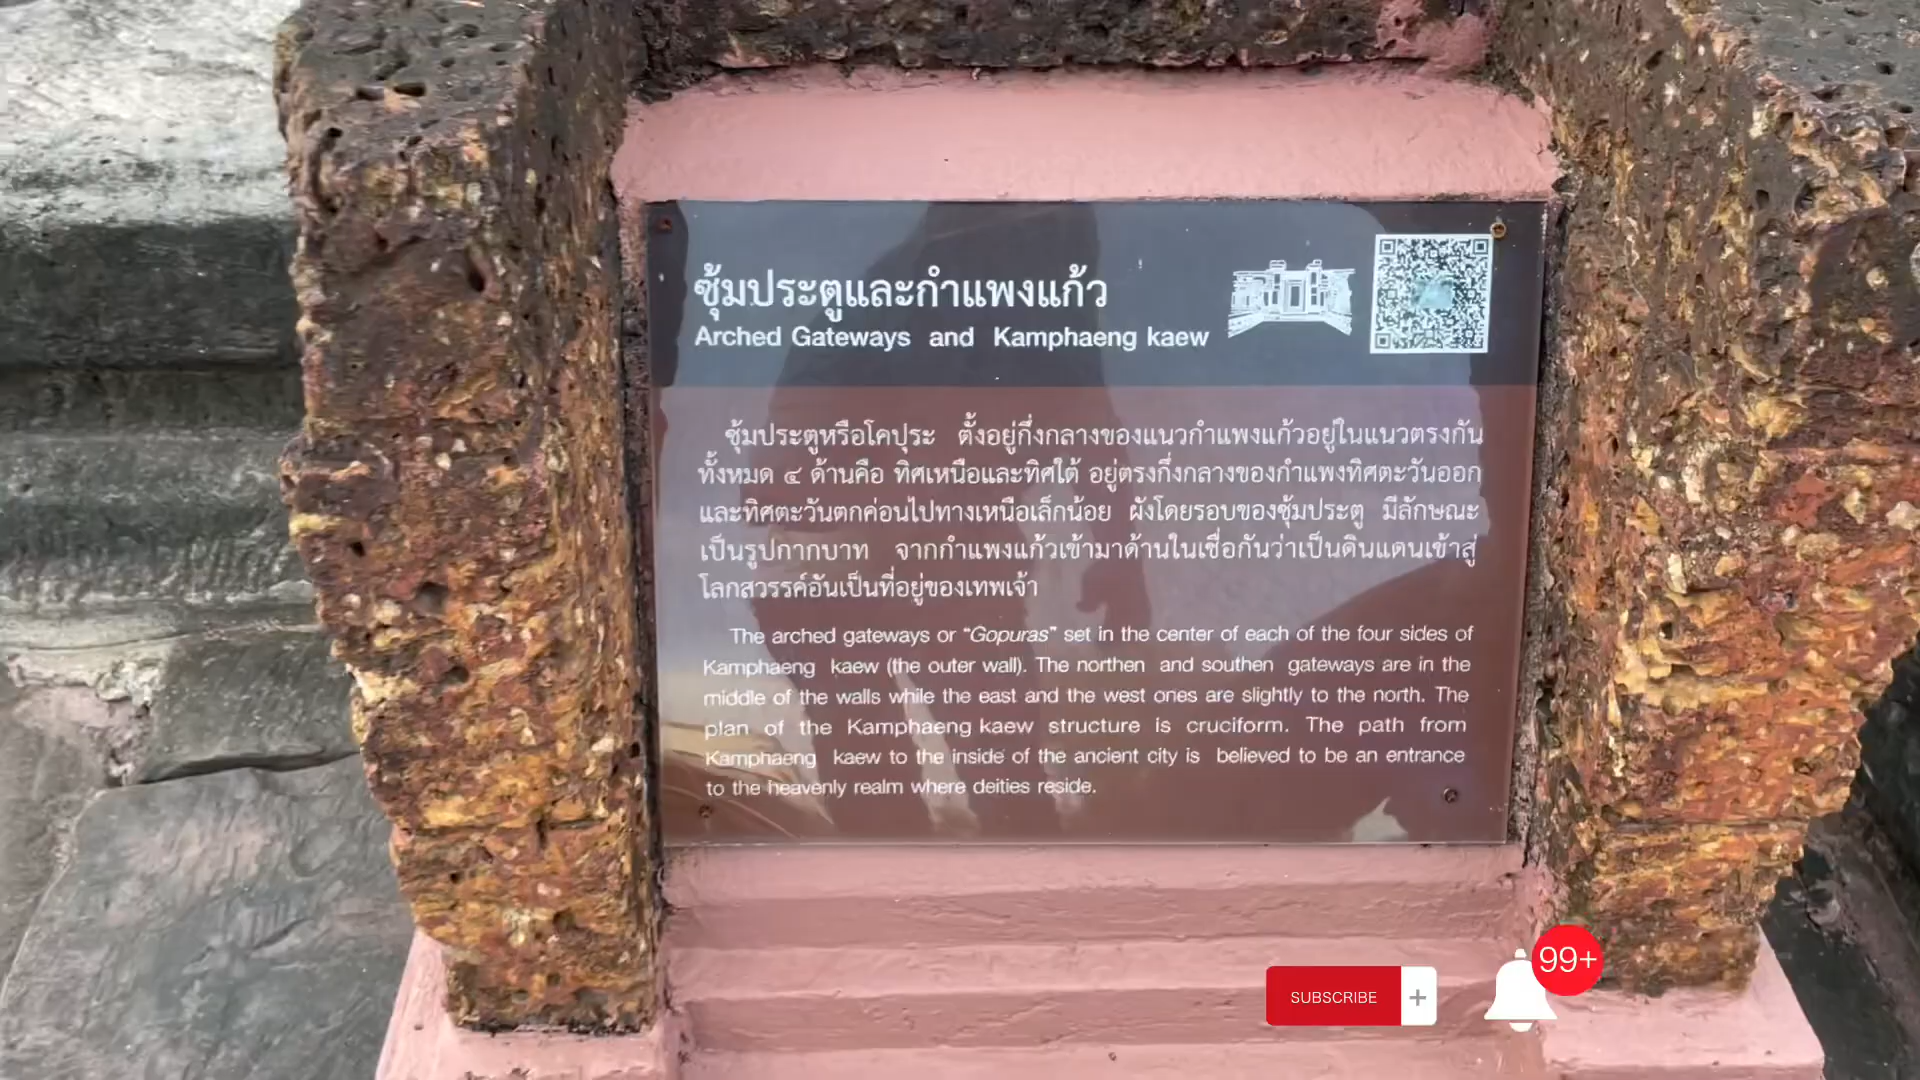 ซุ้มประตูและกำแพงแก้ว
Arched Gateways and Kamphaeng kaew
ซุ้มประตูหรือโคปุระ ตั้งอยู่กึ่งกลางของแนวกำแพงแก้วอยู่ในแนวตรงกัน
ทั้งหมด ๔ ด้านคือ ทิศเหนือและทิศใต้ อยู่ตรงกึ่งกลางของกำแพงทิศตะวันออก
และทิศตะวันตกค่อนไปทางเหนือเล็กน้อย ผังโดยรอบของซุ้มประตู มีลักษณะ
เป็นรูปกากบาท จากกำแพงแก้วเข้ามาด้านในเชื่อกันว่าเป็นดินแดนเข้าสู่
โลกสวรรค์อันเป็นที่อยู่ของเทพเจ้า
The arched gateways or "Gopuras" set in the center of each of the four sides of
Kamphaeng kaew (the outer wall). The northen and southen gateways are in the
middle of the walls while the east and the west ones are slightly to the north. The
plan of the Kamphaeng kaew structure is cruciform. The path from
Kamphaeng kaew to the inside of the ancient city is believed to be an entrance
to the heavenly realm where deities reside.
SUBSCRIBE +
99+